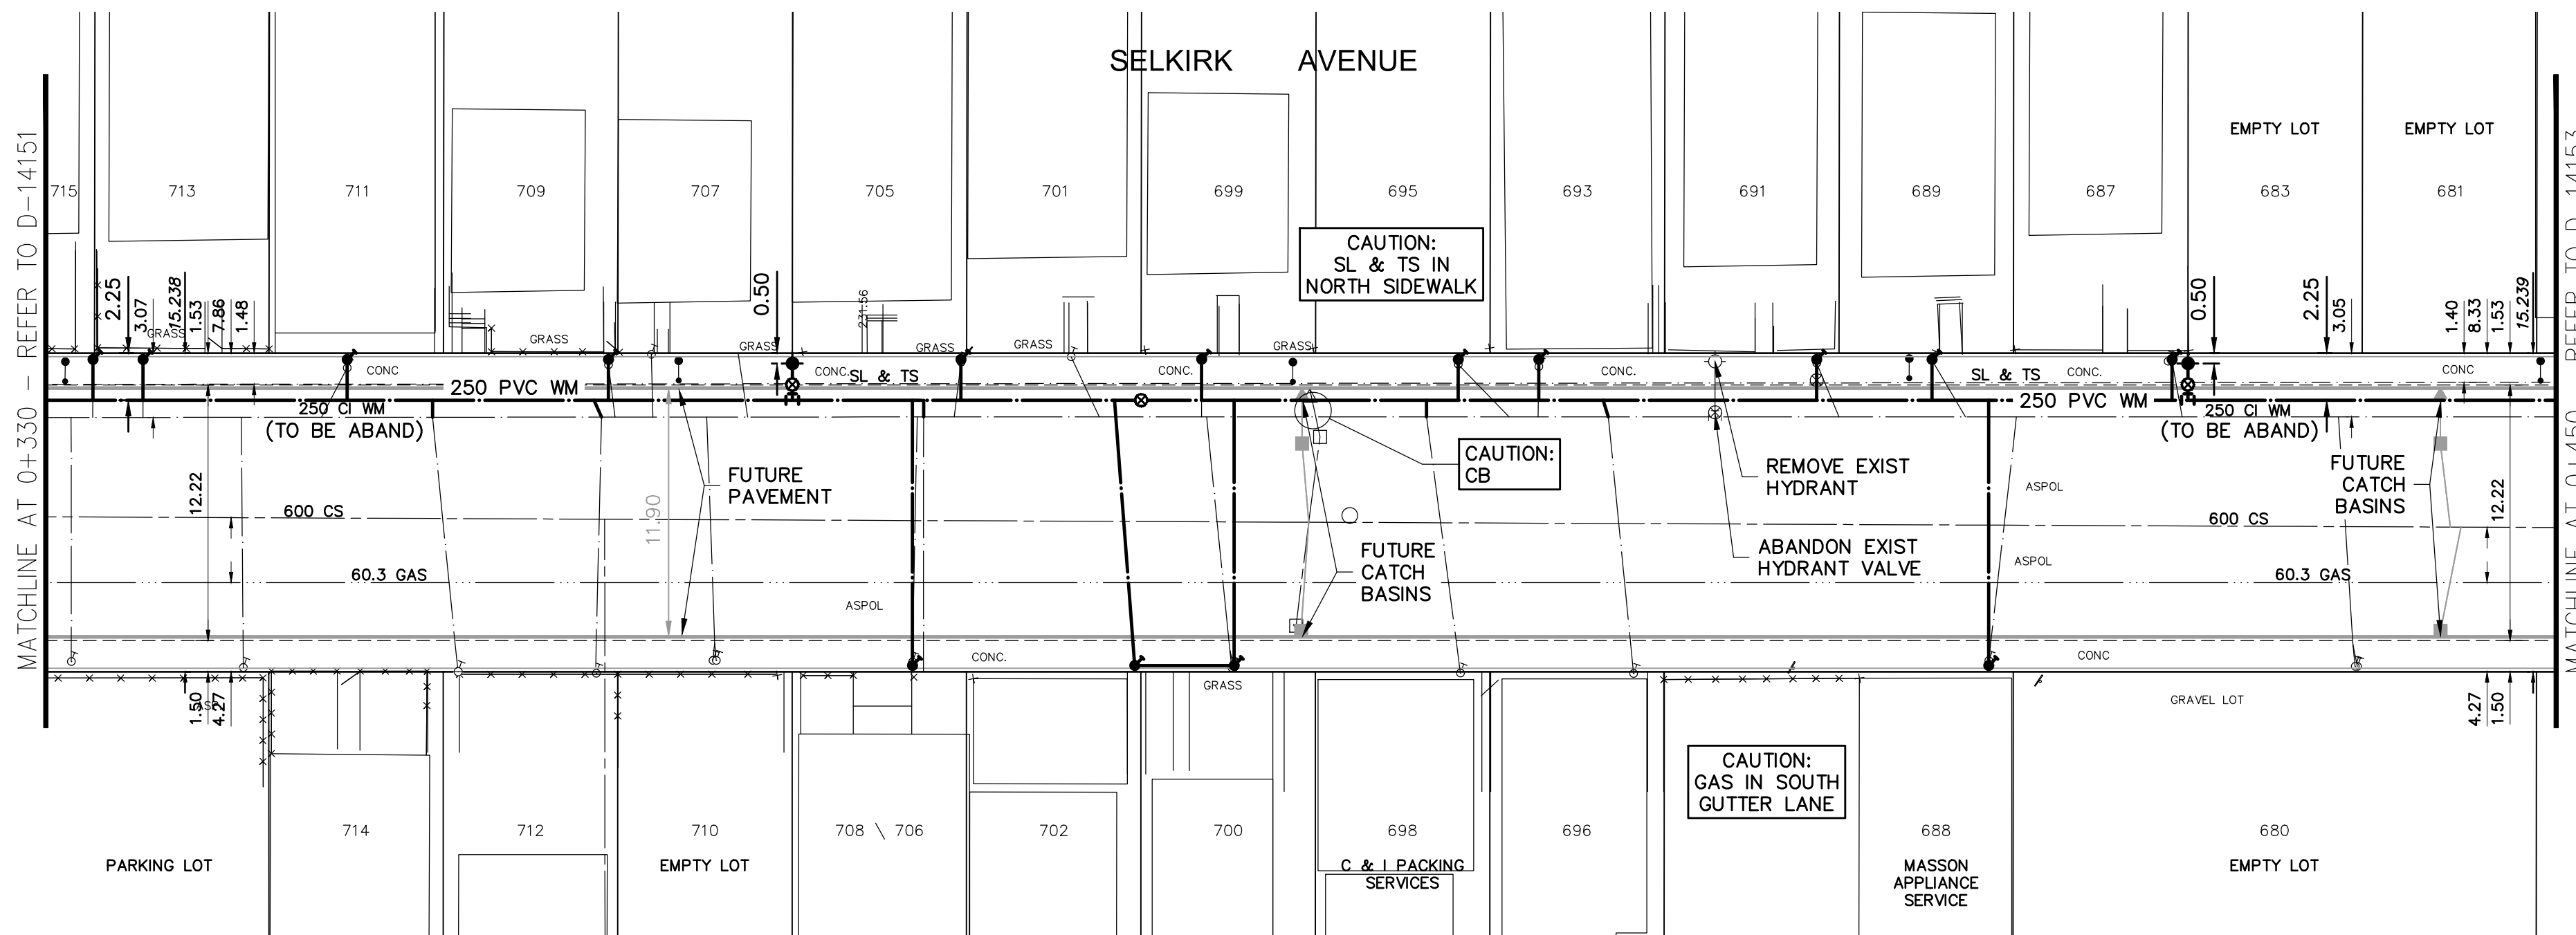 SELKIRK AVENUE
MATCHLINE AT 0+330 - REFER TO D-14151
715
713
711
709
707
705
701
699
695
693
691
689
687
EMPTY LOT
683
EMPTY LOT
681
CAUTION:
SL & TS IN
NORTH SIDEWALK
2.25
3.07
15.238
1.53
7.86
1.48
0.50
231.56
0.50
2.25
3.05
1.40
8.33
1.53
15.239
GRASS
GRASS
GRASS
GRASS
GRASS
GRASS
CONC
CONC.
SL & TS
CONC.
CONC.
SL & TS
CONC.
CONC
250 PVC WM
250 PVC WM
250 CI WM
(TO BE ABAND)
250 CI WM
(TO BE ABAND)
12.22
11.90
FUTURE
PAVEMENT
CAUTION:
CB
REMOVE EXIST
HYDRANT
ASPOL
FUTURE
CATCH
BASINS
12.22
600 CS
600 CS
FUTURE
CATCH
BASINS
ABANDON EXIST
HYDRANT VALVE
ASPOL
60.3 GAS
60.3 GAS
ASPOL
CONC.
CONC
1.50
4.27
GRASS
GRAVEL LOT
4.27
1.50
CAUTION:
GAS IN SOUTH
GUTTER LANE
PARKING LOT
714
712
710
EMPTY LOT
708 \ 706
702
700
698
C & I PACKING
SERVICES
696
688
MASSON
APPLIANCE
SERVICE
680
EMPTY LOT
MATCHLINE AT 0+450 - REFER TO D-14153